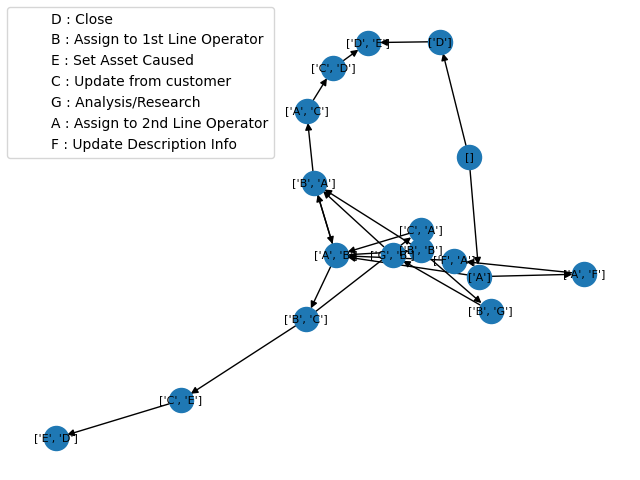 D : Close
B : Assign to 1st Line Operator
E : Set Asset Caused
C : Update from customer
G : Analysis/Research
A : Assign to 2nd Line Operator
F : Update Description Info
['D', 'E']
['D']
['C', 'D']
['A', 'C']
[]
['B', 'A']
['C', 'A']
['B', 'B']
['A', 'B']
['G', 'B']
['F', 'A']
['A']
['A', 'F']
['B', 'G']
['B', 'C']
['C', 'E']
['E', 'D']